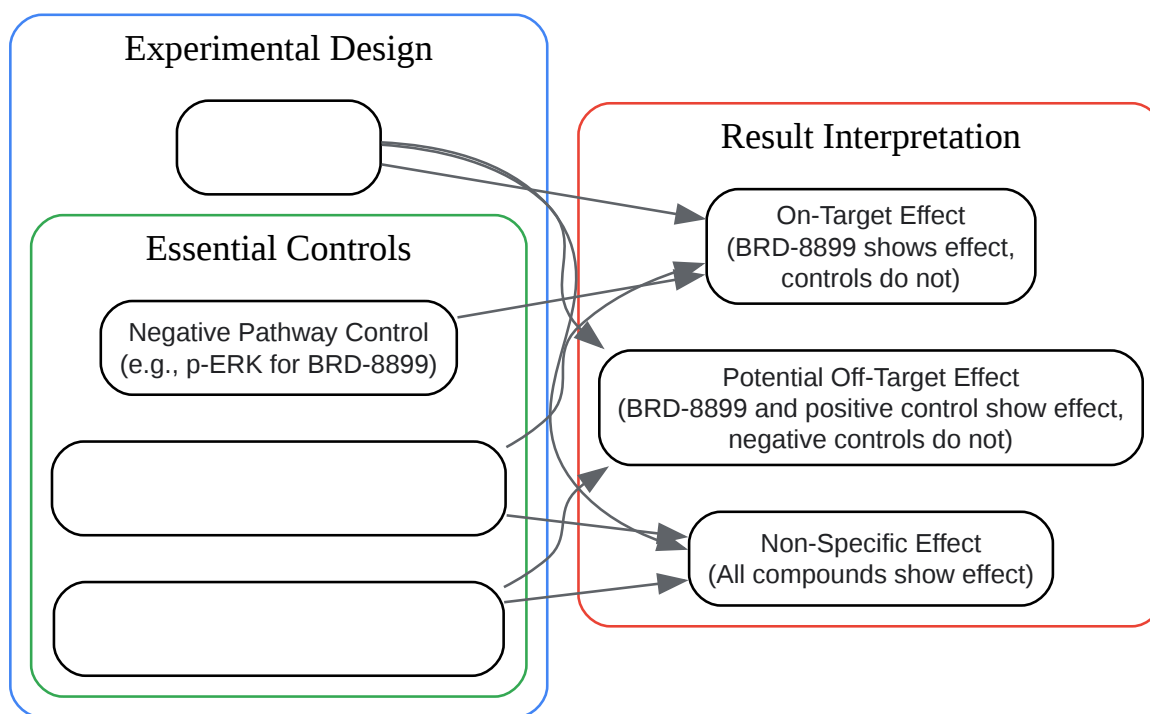 Experimental Design
Essential Controls
Negative Pathway Control
(e.g., p-ERK for BRD-8899)
Result Interpretation
On-Target Effect
(BRD-8899 shows effect,
controls do not)
Potential Off-Target Effect
(BRD-8899 and positive control show effect,
negative controls do not)
Non-Specific Effect
(All compounds show effect)